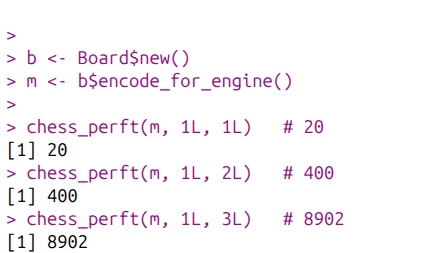 >
> b <- Board$new()
> m <- b$encode_for_engine()
>
> chess_perft(m, 1L, 1L)   # 20
[1] 20
> chess_perft(m, 1L, 2L)   # 400
[1] 400
> chess_perft(m, 1L, 3L)   # 8902
[1] 8902